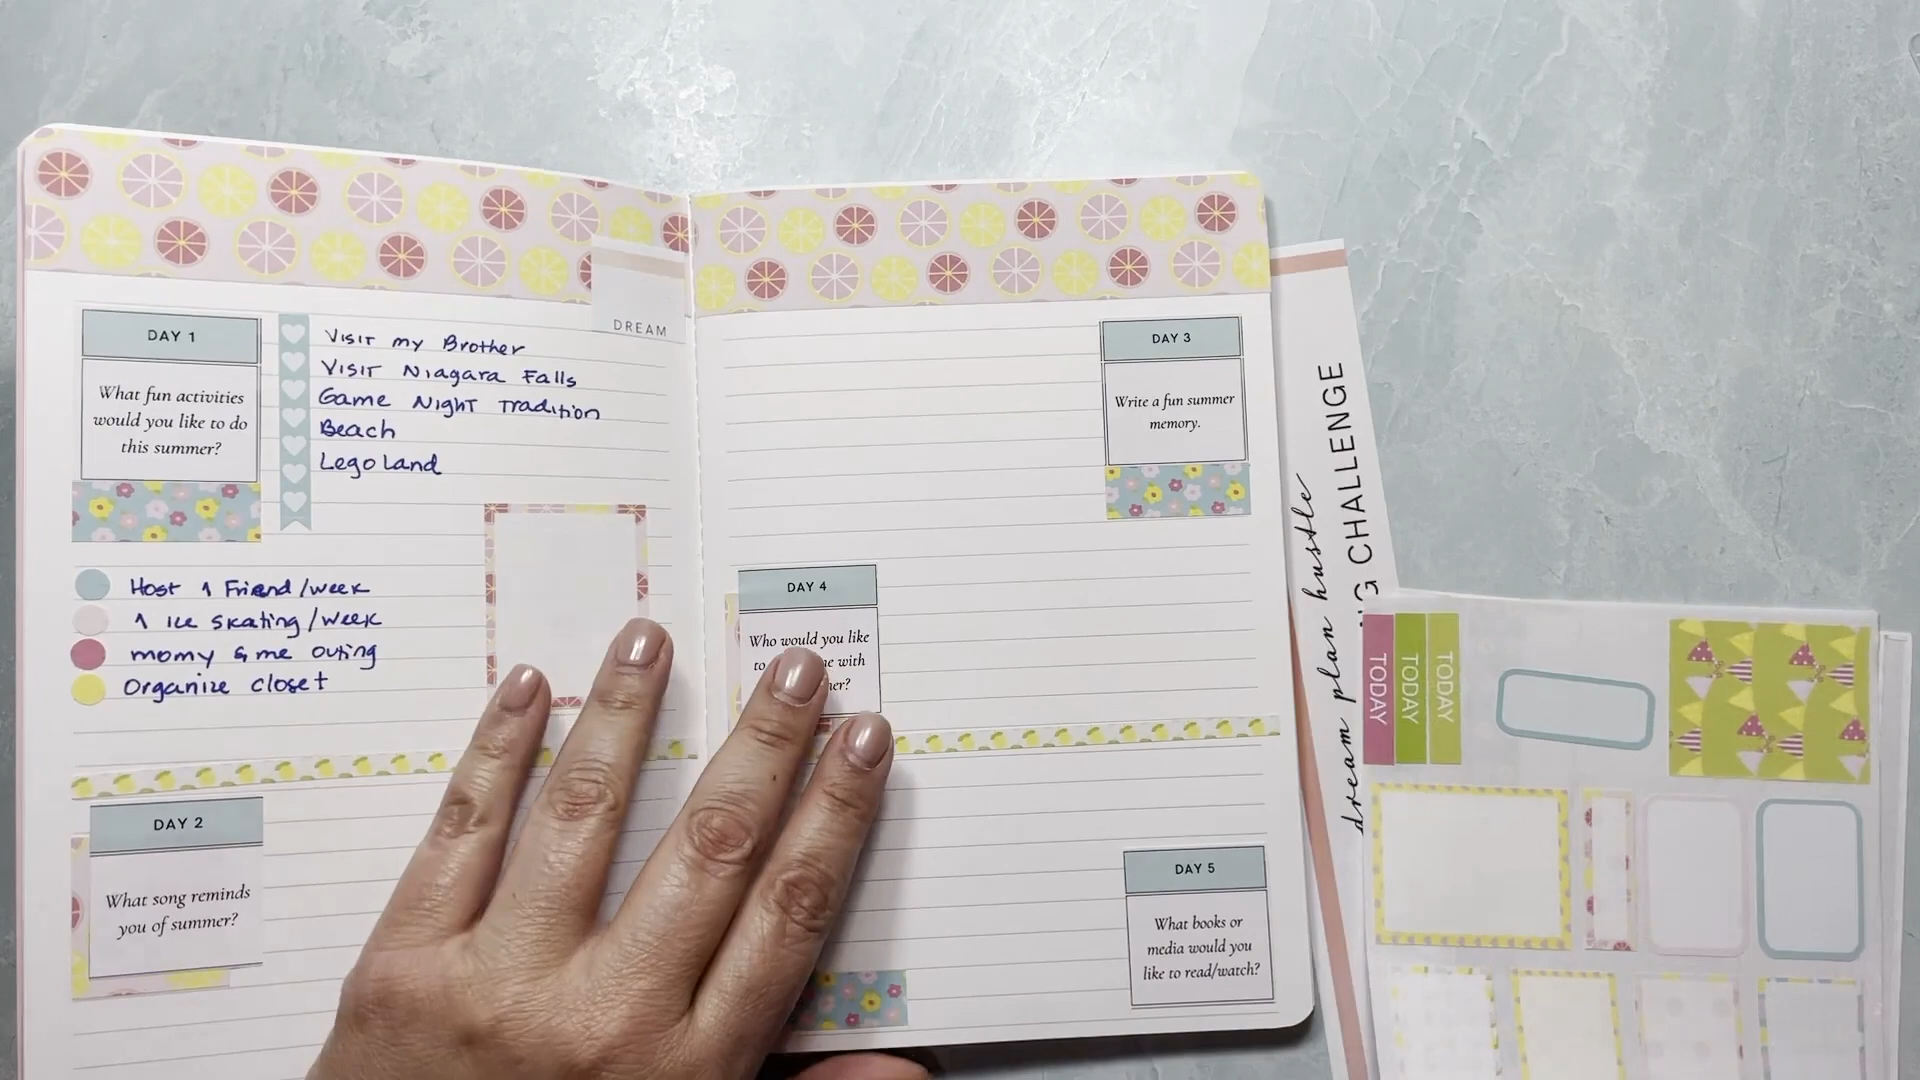 DREAM
DAY 1
What fun activities
would you like to do
this summer?
Visit my Brother
Visit Niagara Falls
Game Night Tradition
Beach
Lego Land
Host 1 Friend/week
1 Ice skating/week
momy & me outing
Organize closet
DAY 2
What song reminds
you of summer?
DAY 3
Write a fun summer
memory.
DAY 4
Who would you like
to with
DAY 5
What books or
media would you
like to read/watch?
dream plan hustle
CHALLENGE
TODAY
TODAY
TODAY